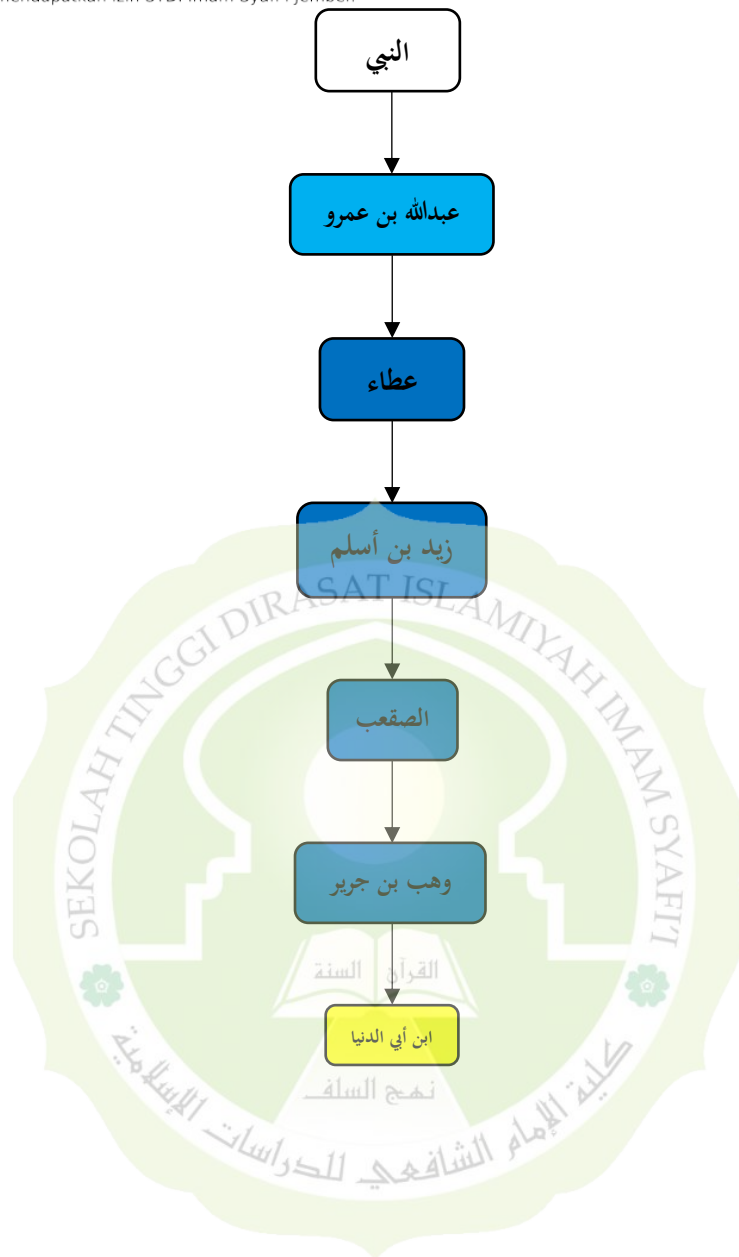 النبي
عبدالله بن عمرو
عطاء
زيد بن أسلم
الصقعب
وهب بن جرير
ابن أبي الدنيا
SEKOLAH TINGGI DIRASAT ISLAMIYAH IMAM SYAFI'I
القرآن السنة
نهج السلف
كلية الإمام الشافعي للدراسات الإسلامية